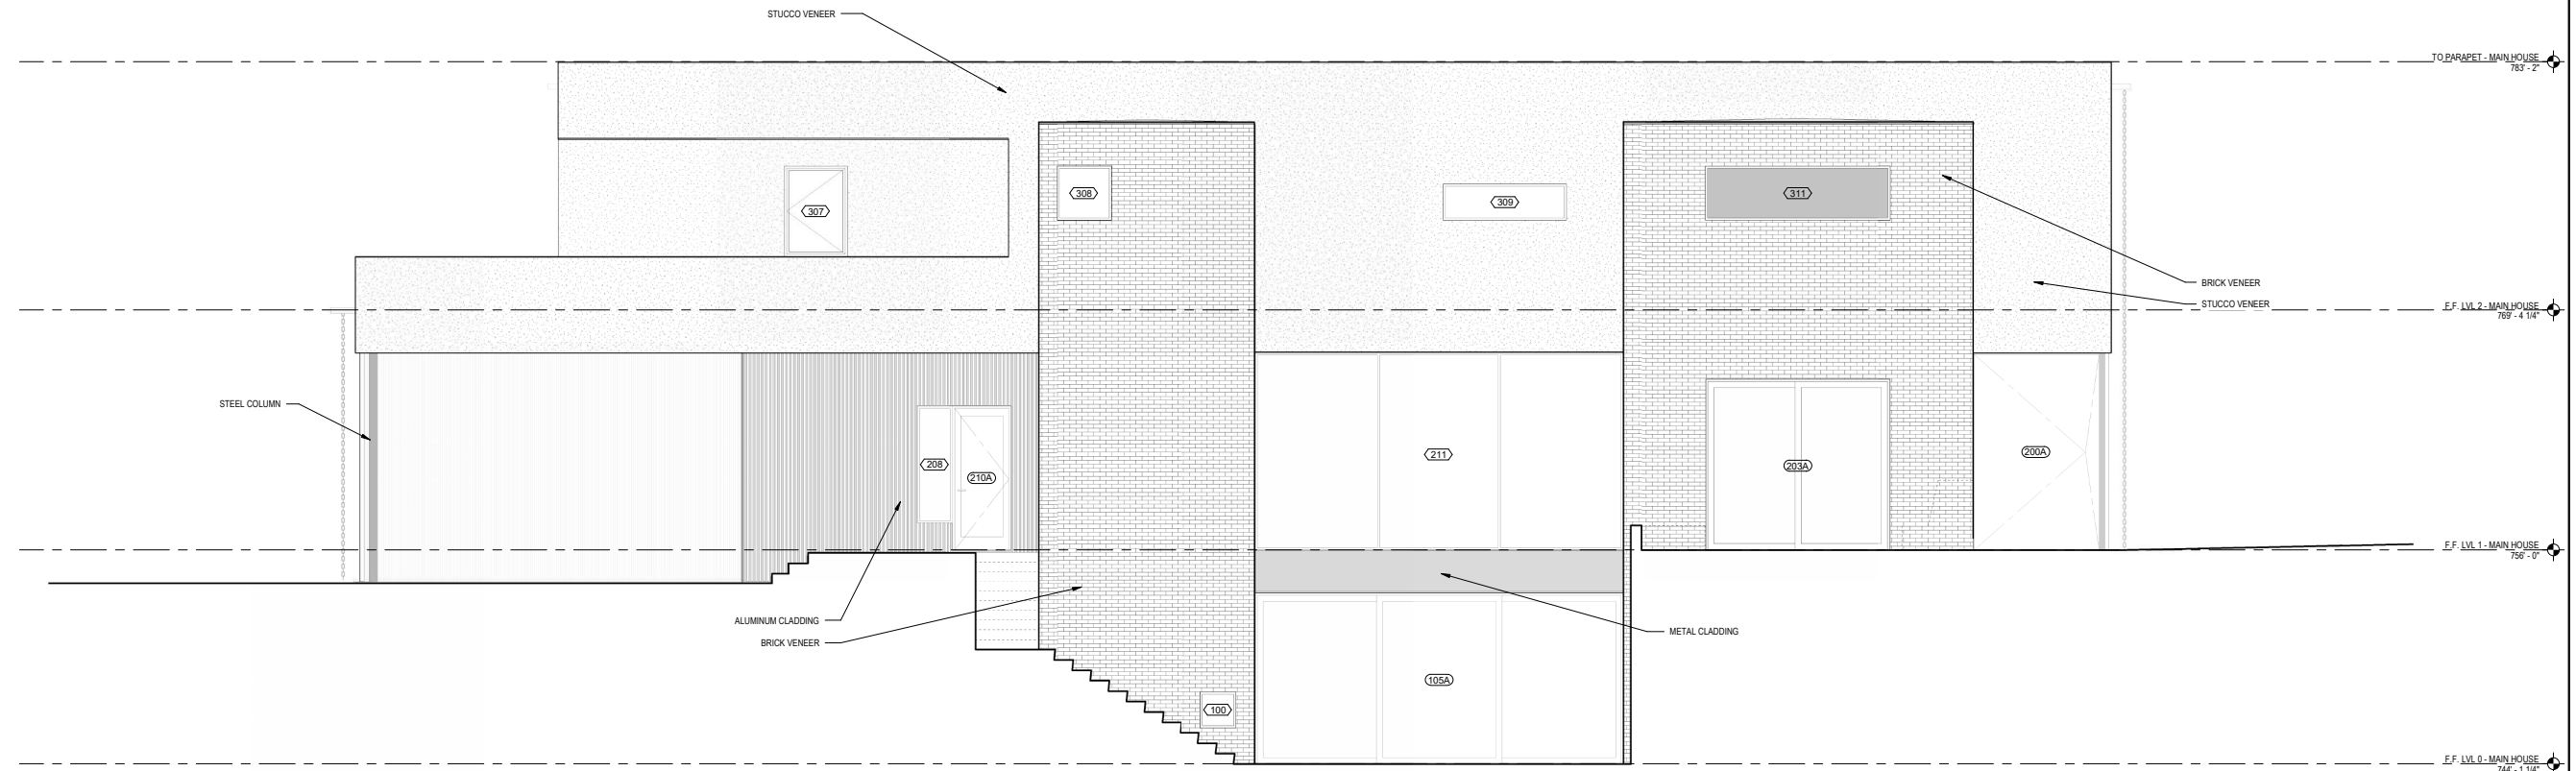 STUCCO VENEER
TO PARAPET - MAIN HOUSE
783' - 2"
308
311
309
307
BRICK VENEER
STUCCO VENEER
F.F. LVL 2 - MAIN HOUSE
769' - 4 1/4"
STEEL COLUMN
208
210A
211
203A
200A
F.F. LVL 1 - MAIN HOUSE
756' - 0"
ALUMINUM CLADDING
BRICK VENEER
METAL CLADDING
105A
100
F.F. LVL 0 - MAIN HOUSE
744' - 1 1/4"